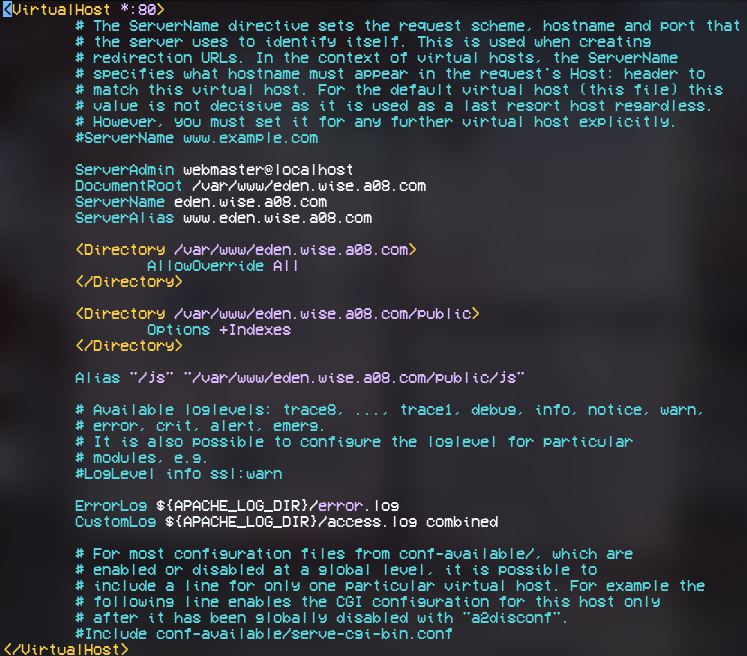 <VirtualHost *:80>
# The ServerName directive sets the request scheme, hostname and port that
# the server uses to identify itself. This is used when creating
# redirection URLs. In the context of virtual hosts, the ServerName
# specifies what hostname must appear in the request's Host: header to
# match this virtual host. For the default virtual host (this file) this
# value is not decisive as it is used as a last resort host regardless.
# However, you must set it for any further virtual host explicitly.
#ServerName www.example.com
ServerAdmin webmaster@localhost
DocumentRoot /var/www/eden.wise.a08.com
ServerName eden.wise.a08.com
ServerAlias www.eden.wise.a08.com
<Directory /var/www/eden.wise.a08.com>
AllowOverride All
</Directory>
<Directory /var/www/eden.wise.a08.com/public>
Options +Indexes
</Directory>
Alias "/js" "/var/www/eden.wise.a08.com/public/js"
# Available loglevels: trace8, ..., trace1, debug, info, notice, warn,
# error, crit, alert, emerg.
# It is also possible to configure the loglevel for particular
# modules, e.g.
#LogLevel info ssl:warn
ErrorLog ${APACHE_LOG_DIR}/error.log
CustomLog ${APACHE_LOG_DIR}/access.log combined
# For most configuration files from conf-available/, which are
# enabled or disabled at a global level, it is possible to
# include a line for only one particular virtual host. For example the
# following line enables the CGI configuration for this host only
# after it has been globally disabled with "a2disconf".
#Include conf-available/serve-cgi-bin.conf
</VirtualHost>